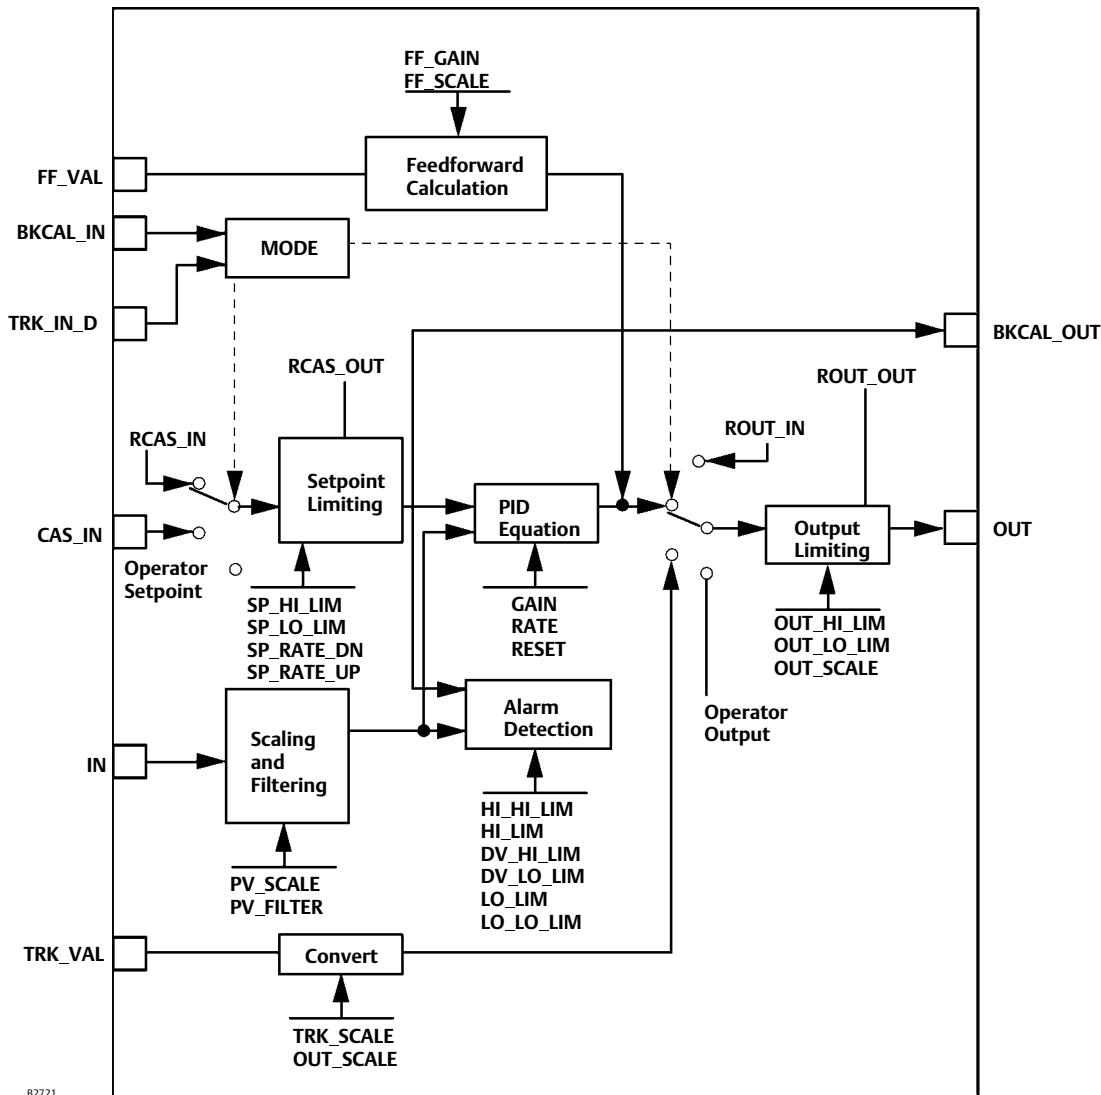 FF_GAIN
FF_SCALE
Feedforward
Calculation
FF_VAL
BKCAL_IN
MODE
TRK_IN_D
BKCAL_OUT
RCAS_OUT
ROUT_OUT
RCAS_IN
ROUT_IN
Setpoint
Limiting
PID
Equation
Output
Limiting
CAS_IN
OUT
Operator
Setpoint
SP_HI_LIM
SP_LO_LIM
SP_RATE_DN
SP_RATE_UP
GAIN
RATE
RESET
OUT_HI_LIM
OUT_LO_LIM
OUT_SCALE
Alarm
Detection
Operator
Output
Scaling
and
Filtering
IN
HI_HI_LIM
HI_LIM
DV_HI_LIM
DV_LO_LIM
LO_LIM
LO_LO_LIM
PV_SCALE
PV_FILTER
TRK_VAL
Convert
TRK_SCALE
OUT_SCALE
B2721